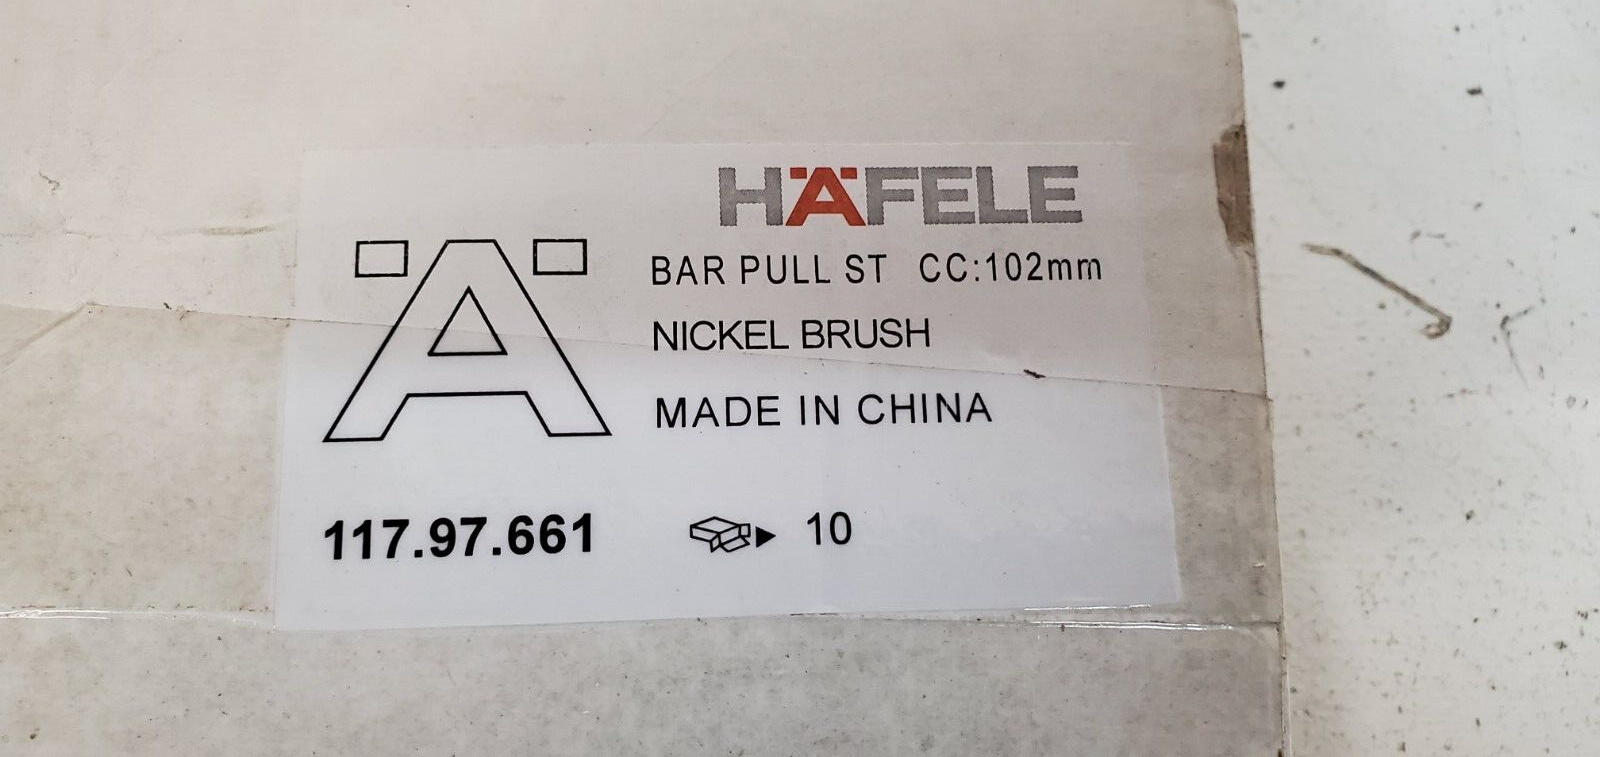 HÄFELE
Ä
BAR PULL ST CC:102mm
NICKEL BRUSH
MADE IN CHINA
117.97.661
10